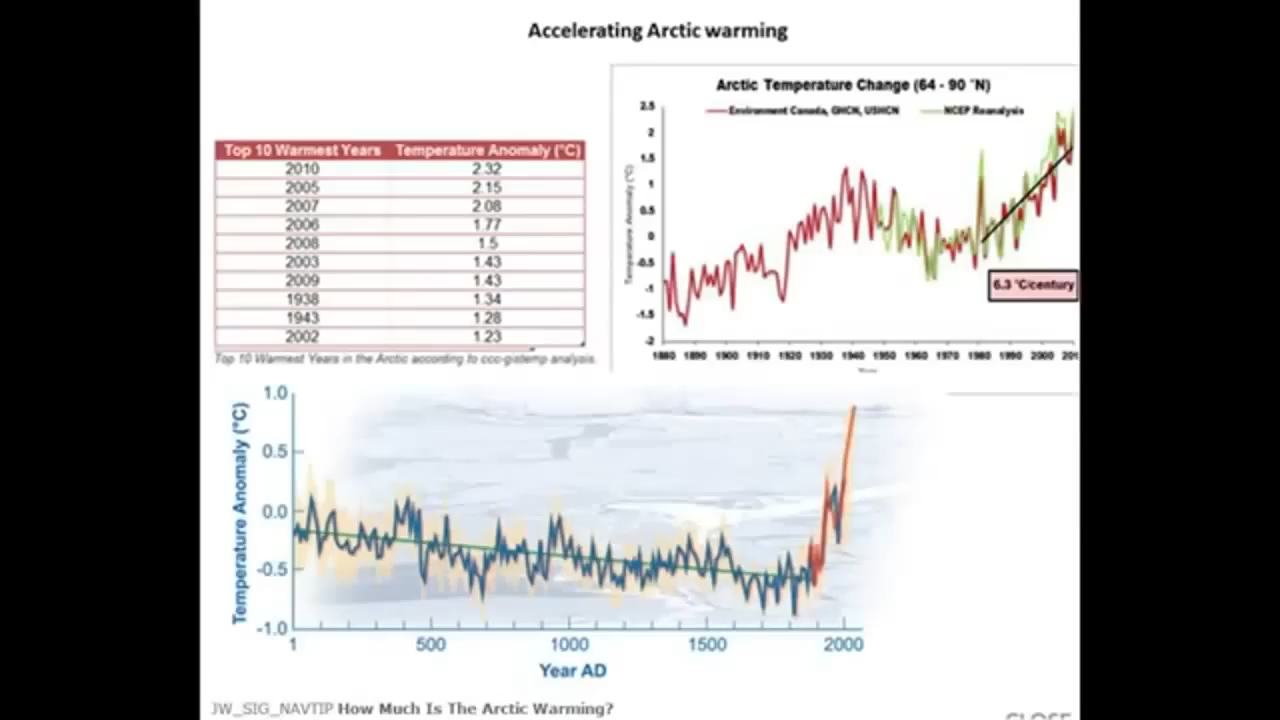 Accelerating Arctic warming
Top 10 Warmest Years Temperature Anomaly (°C)
2010 2.32
2005 2.15
2007 2.08
2006 1.77
2008 1.5
2003 1.43
2009 1.43
1938 1.34
1943 1.28
2002 1.23
Top 10 Warmest Years in the Arctic according to ccc-gistemp analysis.
Arctic Temperature Change (64 - 90 °N)
Environment Canada, GHCN, USHCN NCEP Reanalysis
Temperature Anomaly (°C)
2.5
2
1.5
1
0.5
0
-0.5
-1
-1.5
-2
1880 1890 1900 1910 1920 1930 1940 1950 1960 1970 1980 1990 2000 201
6.3 °C/century
Temperature Anomaly (°C)
1.0
0.5
0.0
-0.5
-1.0
1 500 1000 1500 2000
Year AD
JW_SIG_NAVTIP How Much Is The Arctic Warming?